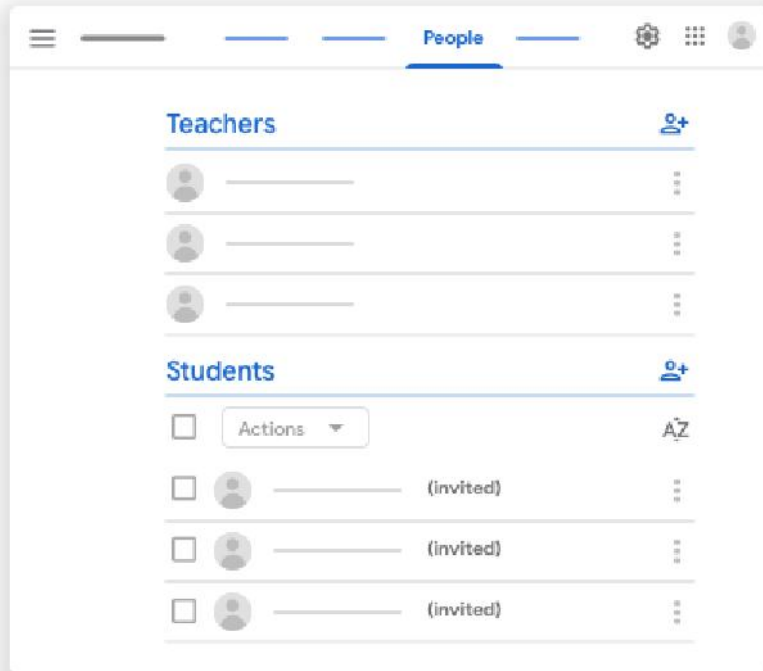 People
Teachers
Students
Actions
AZ
(invited)
(invited)
(invited)